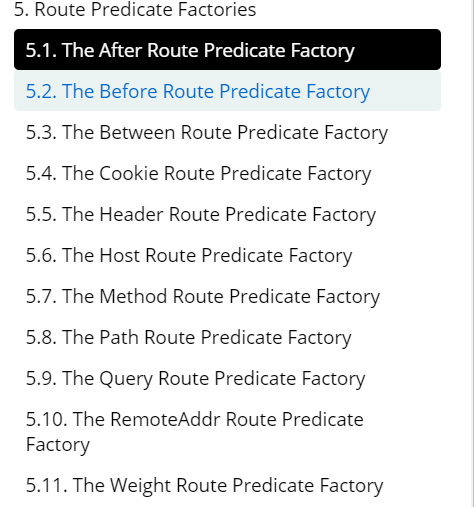 5. Route Predicate Factories
5.1. The After Route Predicate Factory
5.2. The Before Route Predicate Factory
5.3. The Between Route Predicate Factory
5.4. The Cookie Route Predicate Factory
5.5. The Header Route Predicate Factory
5.6. The Host Route Predicate Factory
5.7. The Method Route Predicate Factory
5.8. The Path Route Predicate Factory
5.9. The Query Route Predicate Factory
5.10. The RemoteAddr Route Predicate
Factory
5.11. The Weight Route Predicate Factory